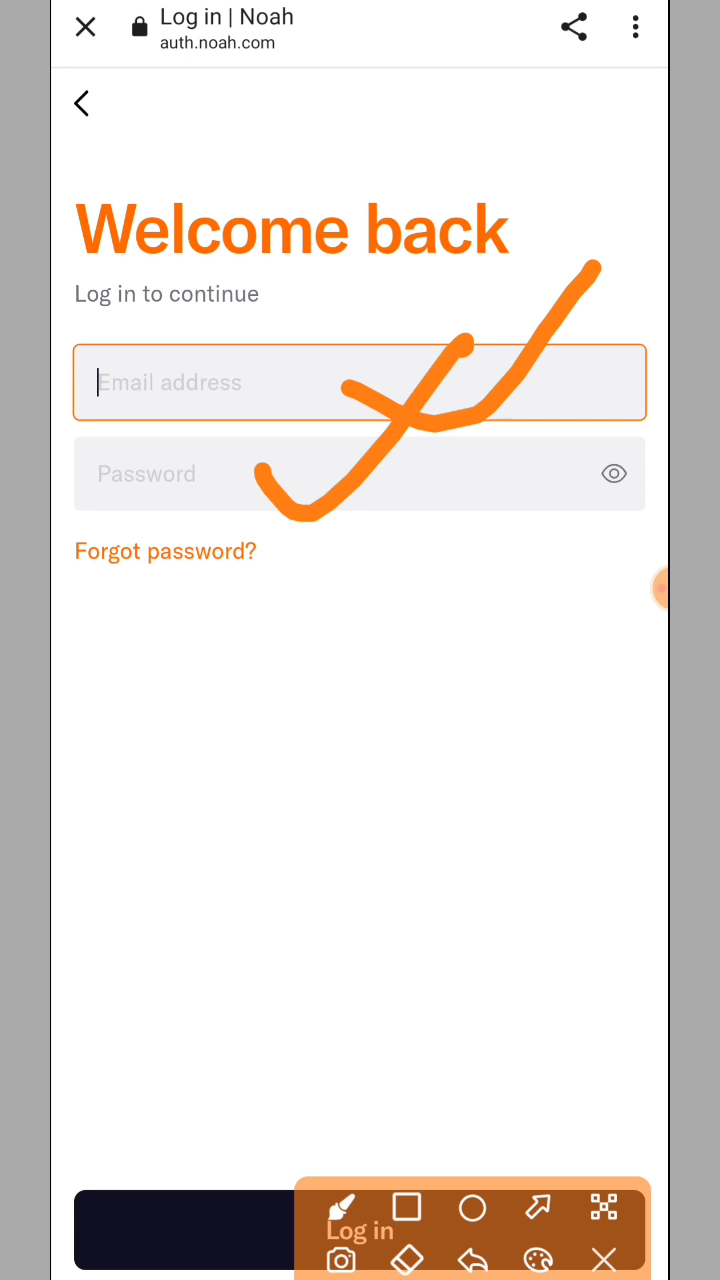 Log in | Noah
auth.noah.com
Welcome back
Log in to continue
Email address
Password
Forgot password?
Log in